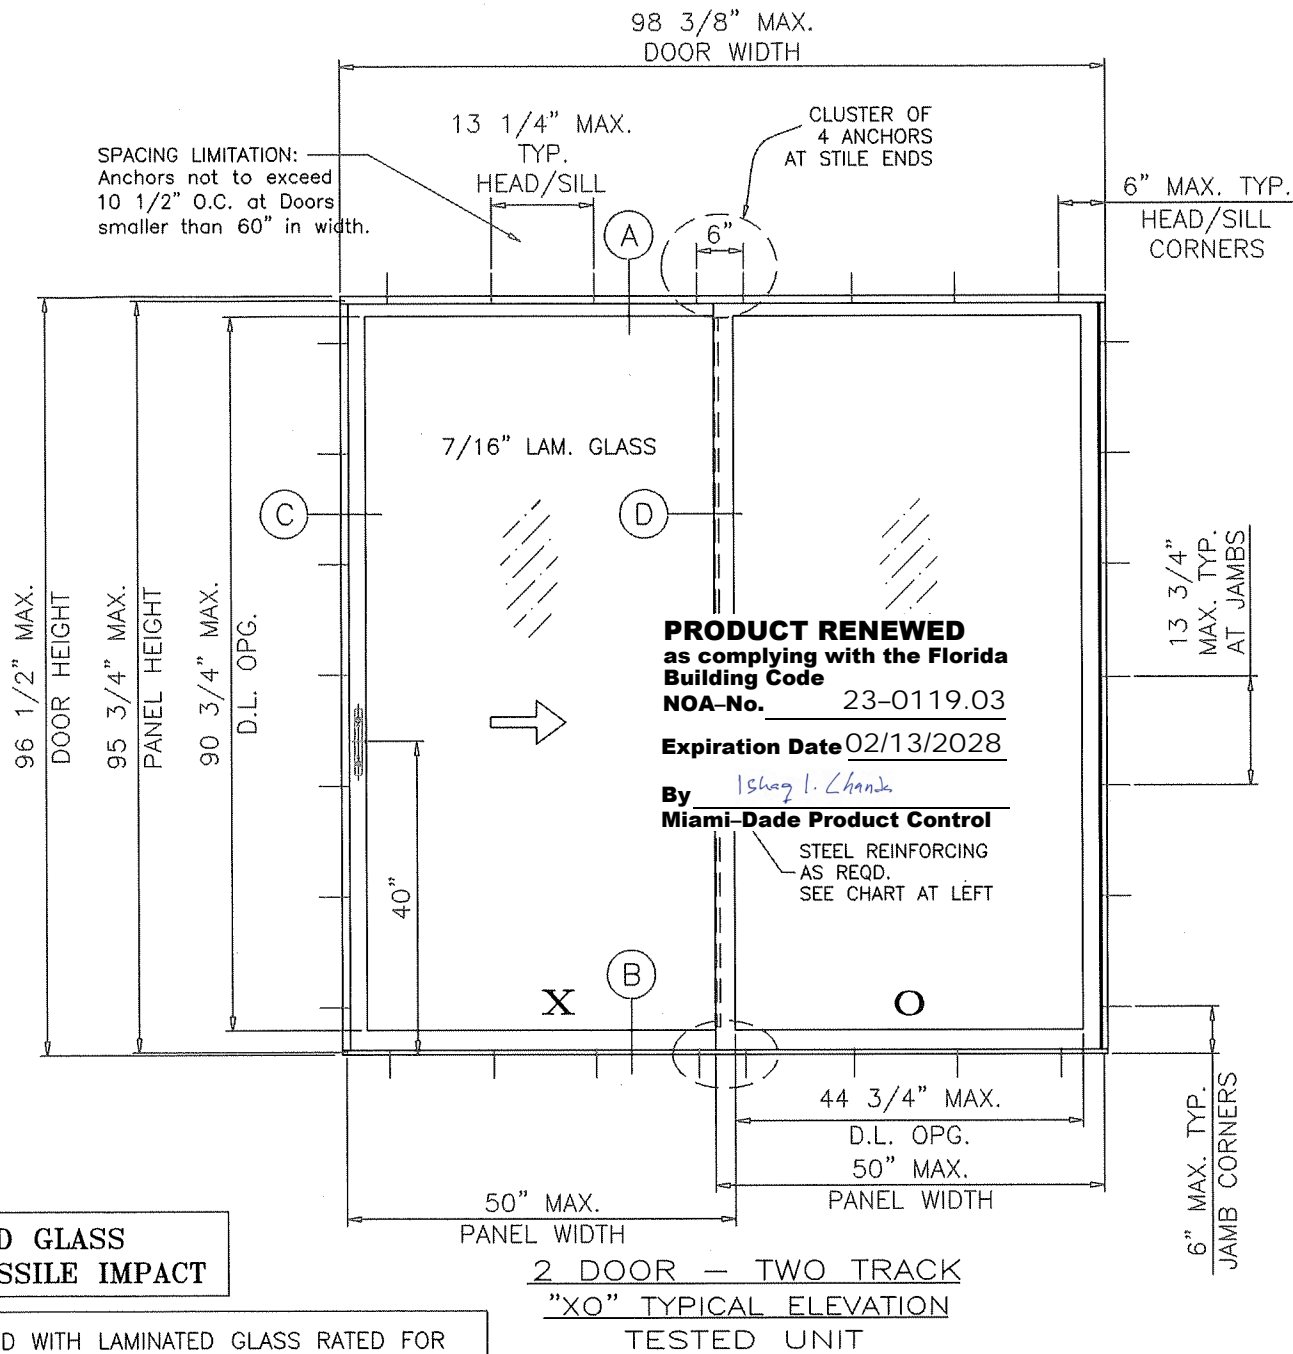 98 3/8" MAX.
DOOR WIDTH
13 1/4" MAX.
TYP.
HEAD/SILL
CLUSTER OF
4 ANCHORS
AT STILE ENDS
SPACING LIMITATION:
Anchors not to exceed
10 1/2" O.C. at Doors
smaller than 60" in width.
6" MAX. TYP.
HEAD/SILL
CORNERS
A
6"
7/16" LAM. GLASS
C
D
96 1/2" MAX.
DOOR HEIGHT
95 3/4" MAX.
PANEL HEIGHT
90 3/4" MAX.
D.L. OPG.
13 3/4"
MAX. TYP.
AT JAMBS
PRODUCT RENEWED
as complying with the Florida
Building Code
NOA–No. 23–0119.03
Expiration Date 02/13/2028
By Ishaq I. Chanda
Miami–Dade Product Control
STEEL REINFORCING
AS REQD.
SEE CHART AT LEFT
40"
B
X
O
44 3/4" MAX.
D.L. OPG.
50" MAX.
PANEL WIDTH
50" MAX.
PANEL WIDTH
6" MAX. TYP.
JAMB CORNERS
D GLASS
SSILE IMPACT
2 DOOR – TWO TRACK
"XO" TYPICAL ELEVATION
TESTED UNIT
D WITH LAMINATED GLASS RATED FOR